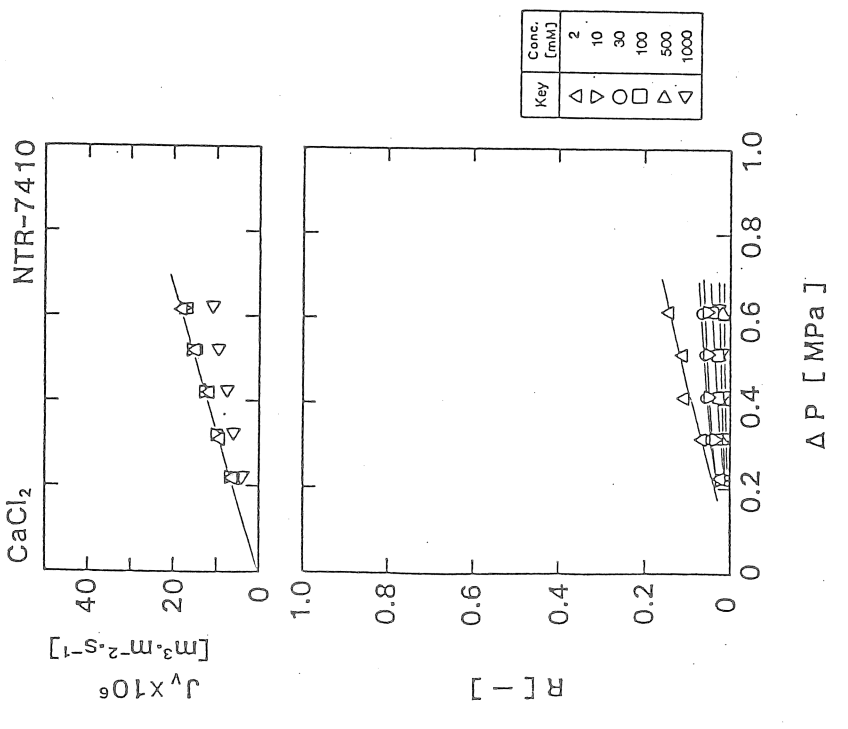 CaCl₂ NTR-7410
40
20
0
Jv×10⁶
[m³·m⁻²·s⁻¹]
1.0
0.8
0.6
0.4
0.2
0
R [−]
0 0.2 0.4 0.6 0.8 1.0
ΔP [MPa]
Key Conc. [mM]
△ 2
▽ 10
○ 30
□ 100
△ 500
▽ 1000